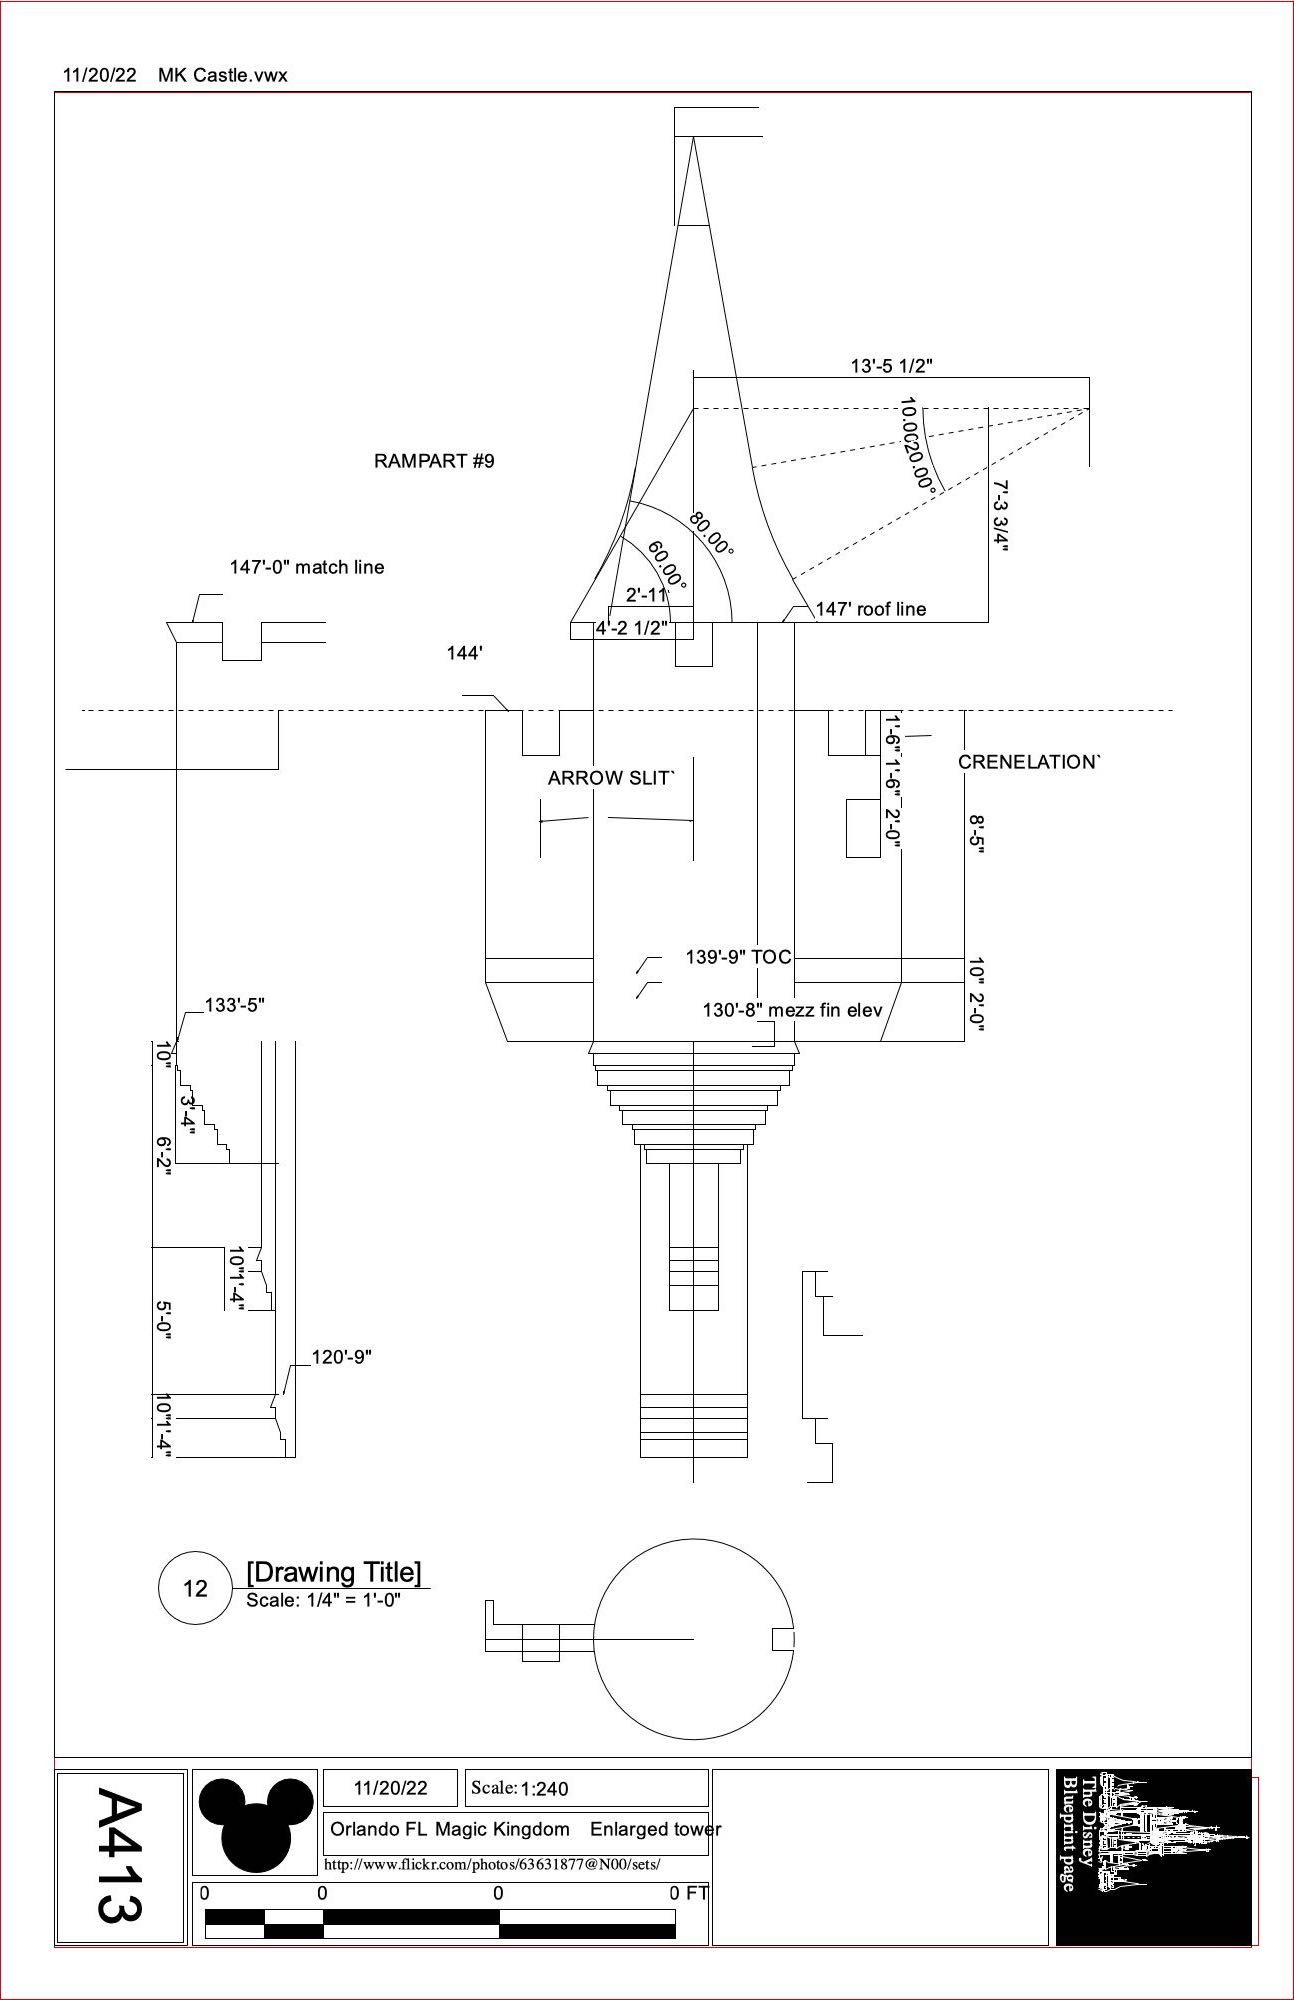 11/20/22 MK Castle.vwx
13'-5 1/2"
10.00
20.00°
RAMPART #9
7'-3 3/4"
80.00°
60.00°
147'-0" match line
2'-11
147' roof line
4'-2 1/2"
144'
1'-6"
CRENELATION`
1'-6"
ARROW SLIT`
2'-0"
8'-5"
139'-9" TOC
10"
2'-0"
133'-5"
130'-8" mezz fin elev
10"
3'-4"
6'-2"
10"
1'-4"
5'-0"
120'-9"
10"
1'-4"
12
[Drawing Title]
Scale: 1/4" = 1'-0"
A413
11/20/22
Scale: 1:240
Orlando FL Magic Kingdom Enlarged tower
http://www.flickr.com/photos/63631877@N00/sets/
0 0 0 0 FT
The Disney
Blueprint page